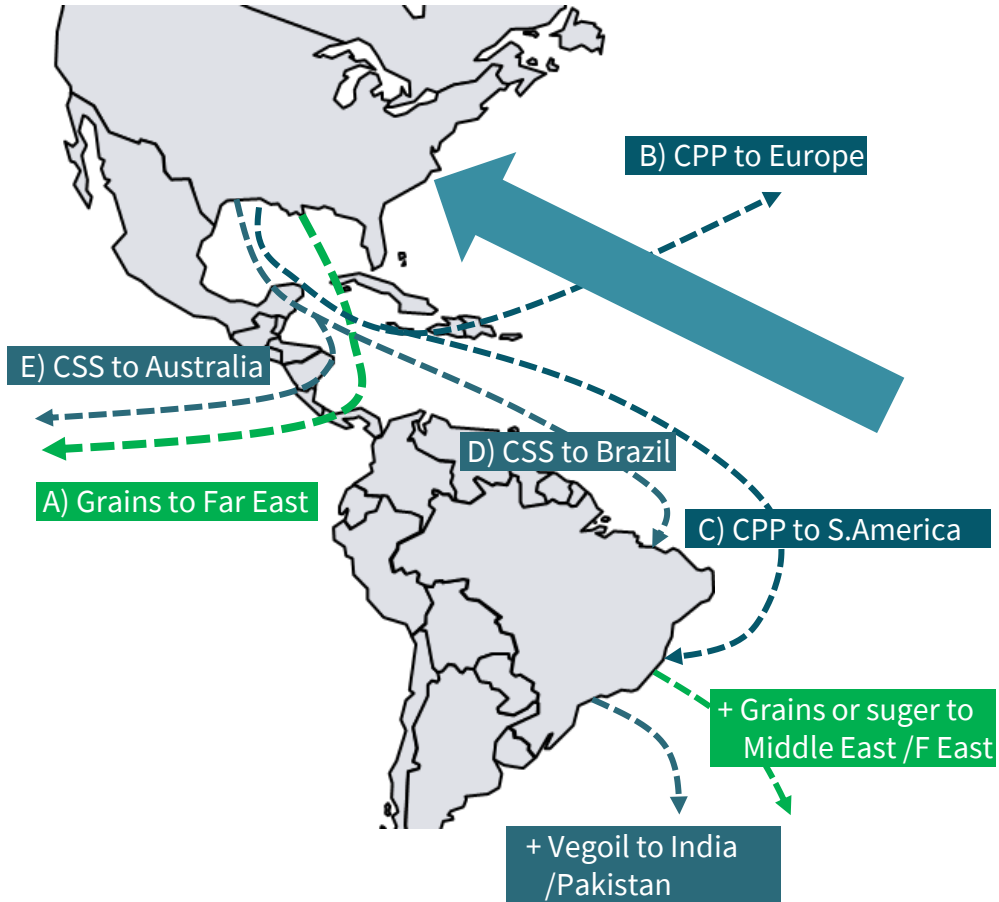 B) CPP to Europe
E) CSS to Australia
D) CSS to Brazil
A) Grains to Far East
C) CPP to S.America
+ Grains or suger to
Middle East /F East
+ Vegoil to India
/Pakistan